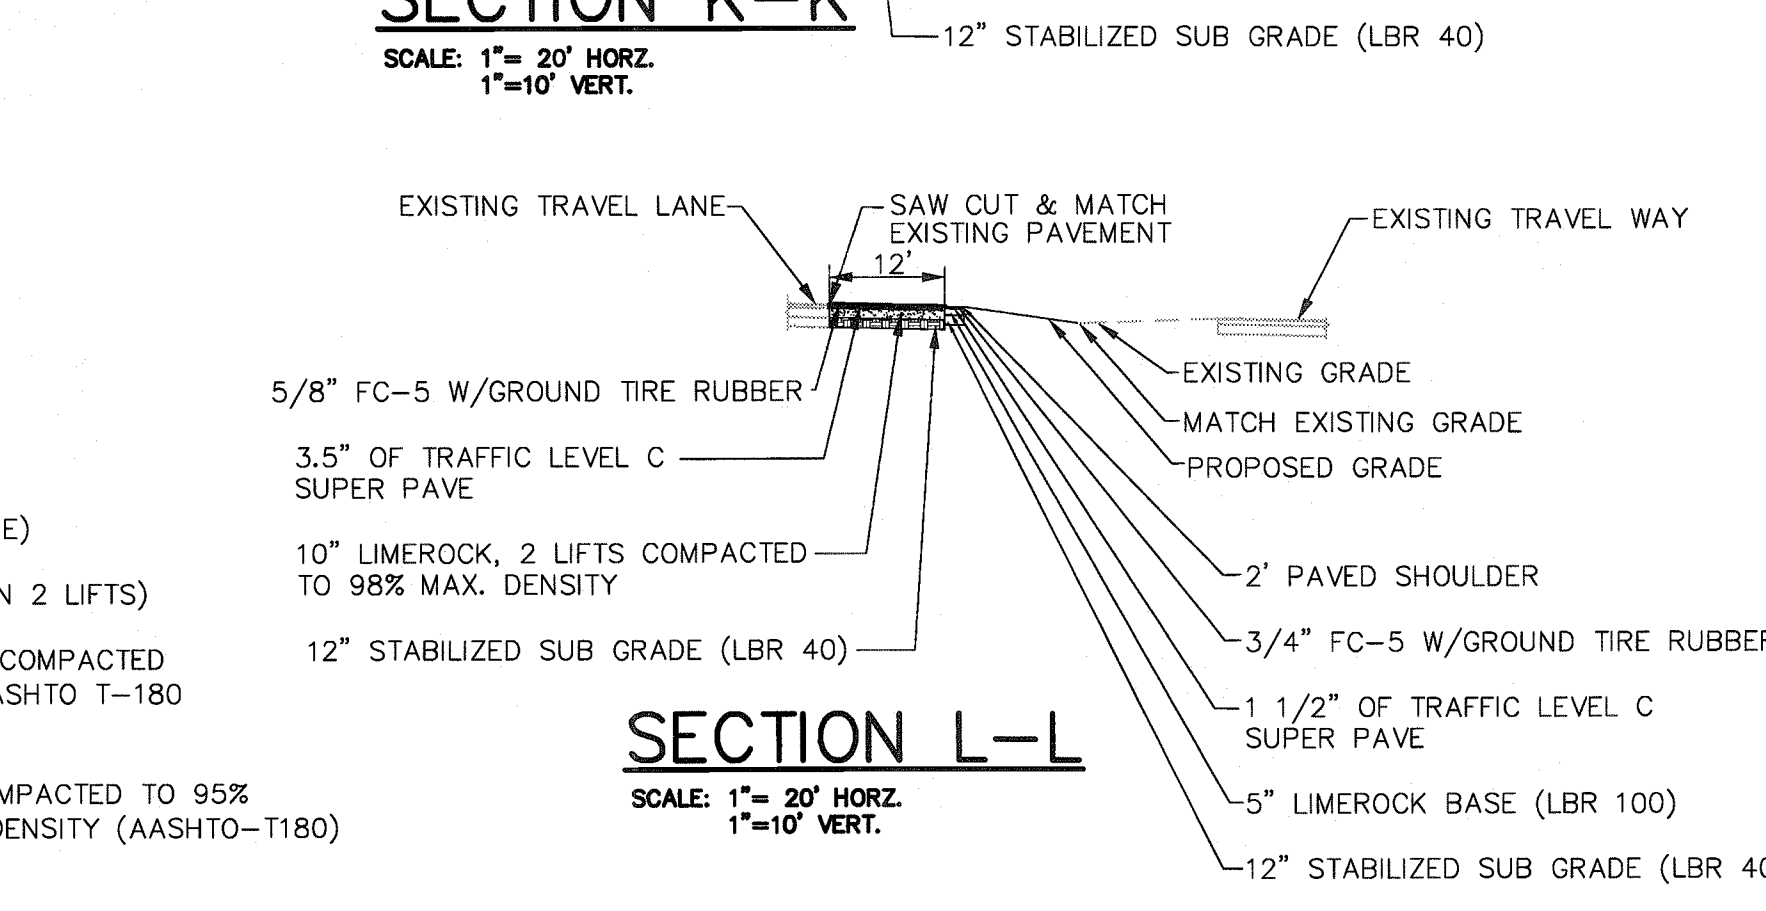 SECTION K-K
SCALE: 1"= 20' HORZ.
1"=10' VERT.
12" STABILIZED SUB GRADE (LBR 40)
EXISTING TRAVEL LANE
SAW CUT & MATCH
EXISTING PAVEMENT
EXISTING TRAVEL WAY
12'
5/8" FC-5 W/GROUND TIRE RUBBER
3.5" OF TRAFFIC LEVEL C
SUPER PAVE
10" LIMEROCK, 2 LIFTS COMPACTED
TO 98% MAX. DENSITY
12" STABILIZED SUB GRADE (LBR 40)
EXISTING GRADE
MATCH EXISTING GRADE
PROPOSED GRADE
2' PAVED SHOULDER
3/4" FC-5 W/GROUND TIRE RUBBER
1 1/2" OF TRAFFIC LEVEL C
SUPER PAVE
5" LIMEROCK BASE (LBR 100)
12" STABILIZED SUB GRADE (LBR 40
E)
N 2 LIFTS)
COMPACTED
ASHTO T-180
MPACTED TO 95%
DENSITY (AASHTO-T180)
SECTION L-L
SCALE: 1"= 20' HORZ.
1"=10' VERT.